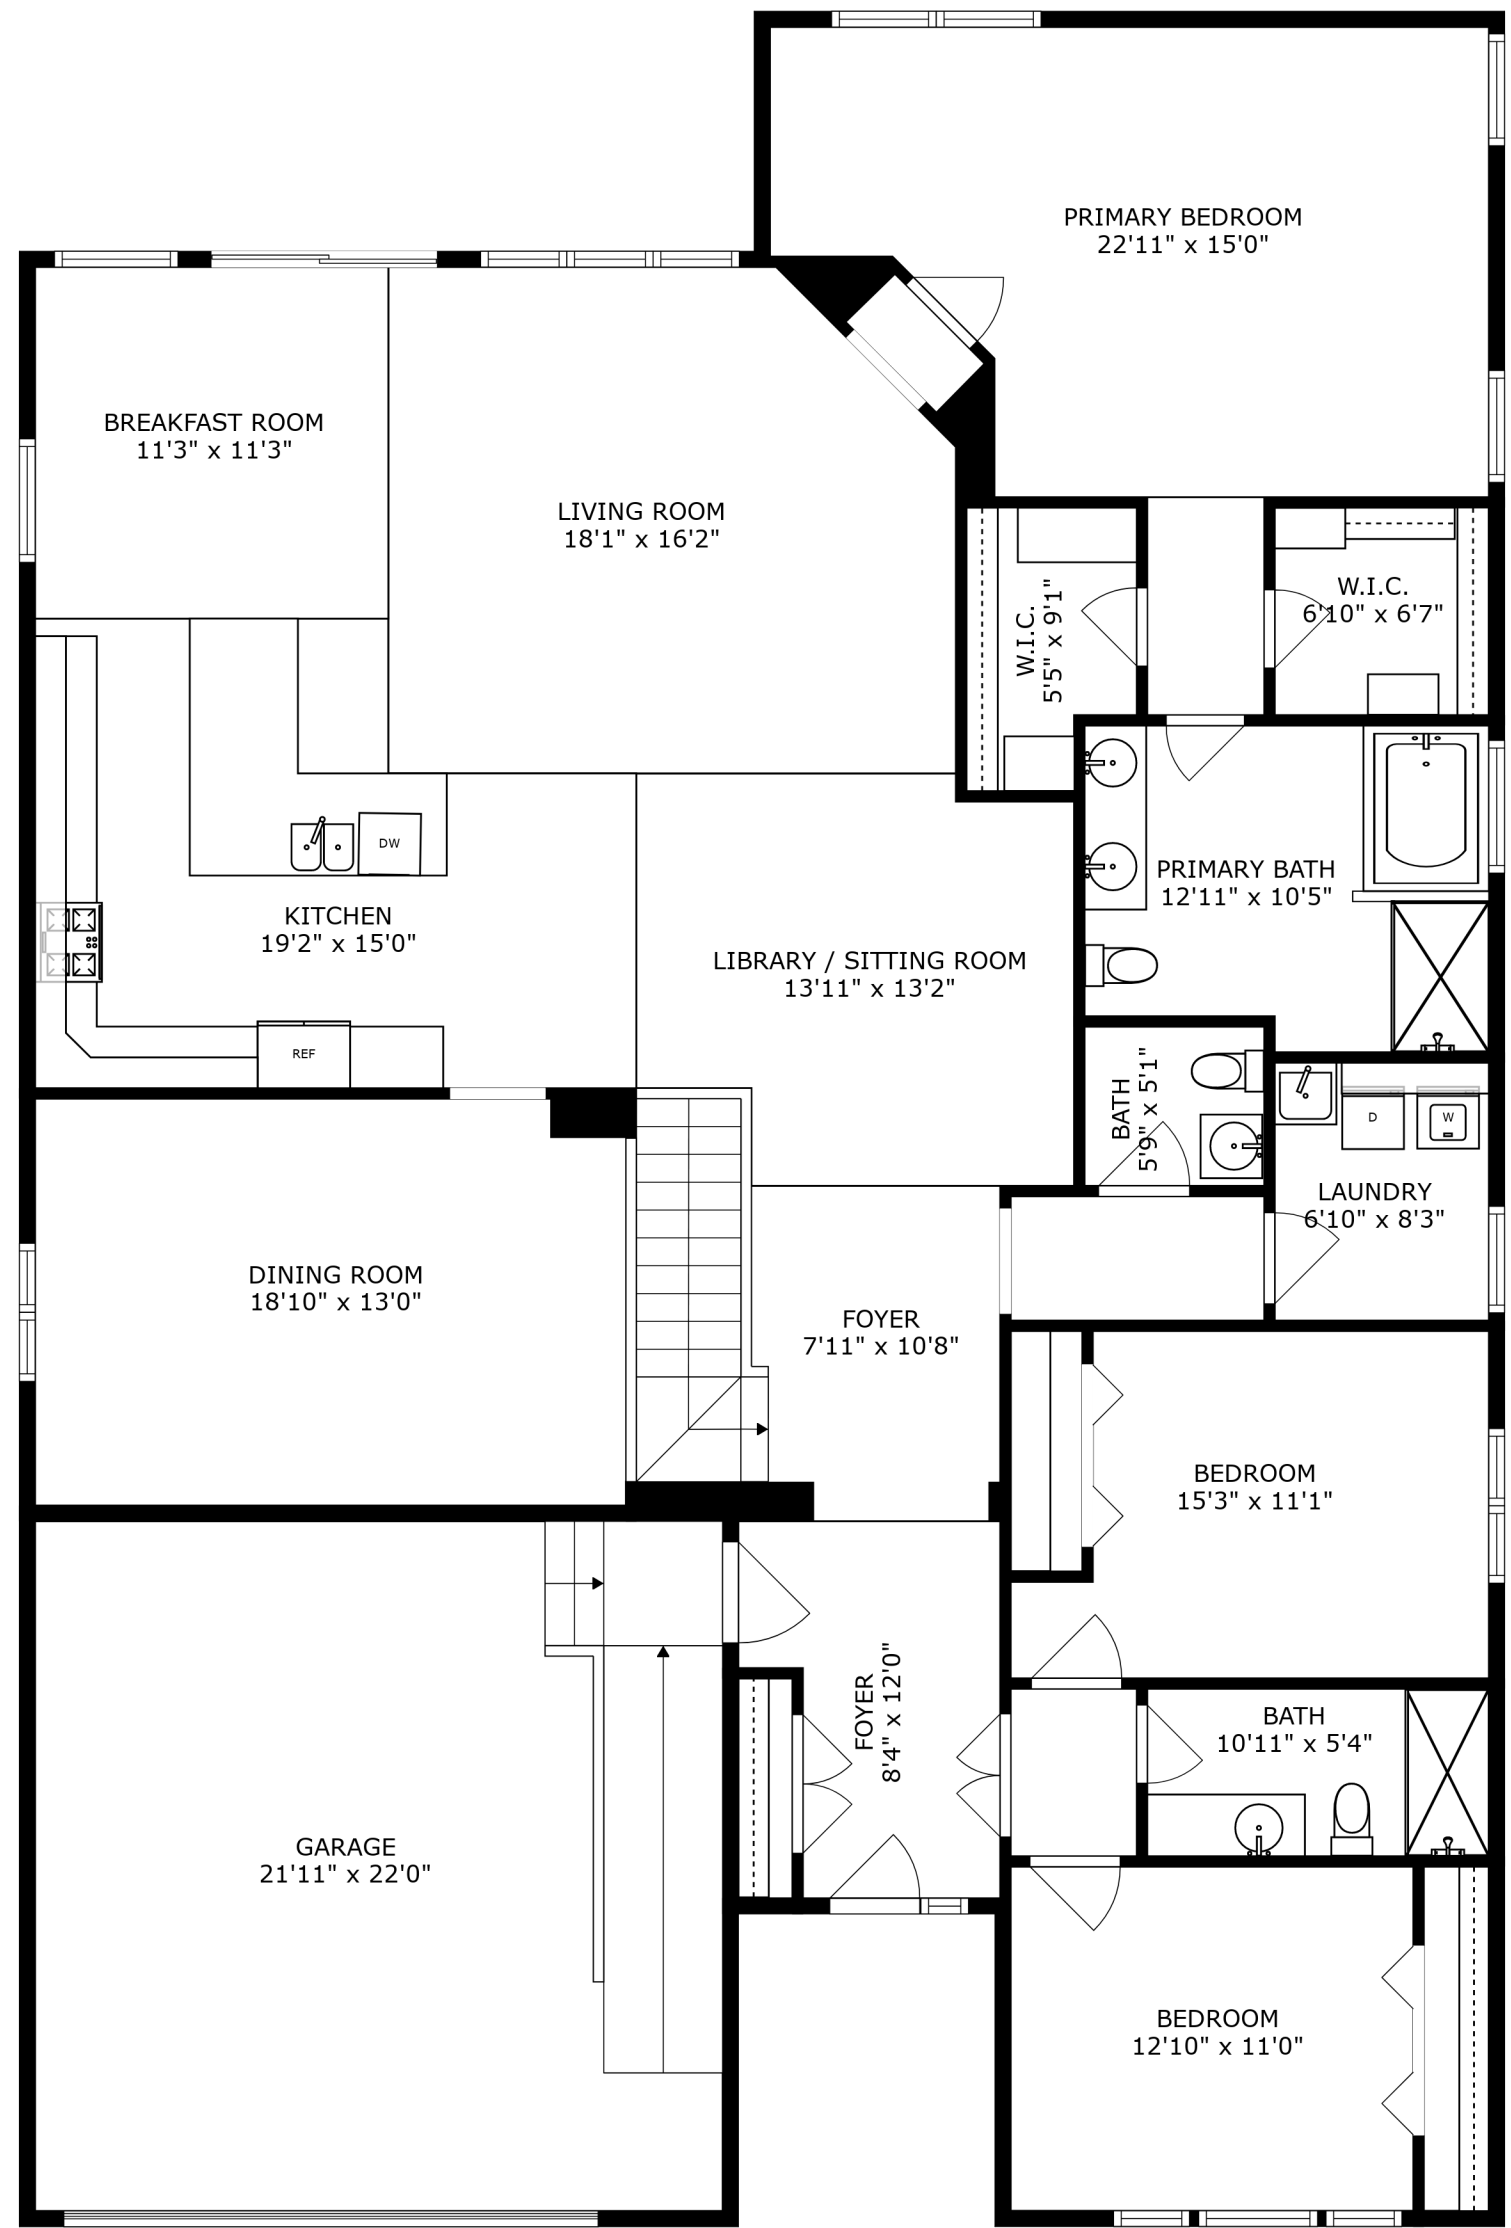 PRIMARY BEDROOM
22'11" x 15'0"
BREAKFAST ROOM
11'3" x 11'3"
LIVING ROOM
18'1" x 16'2"
W.I.C.
5'5" x 9'1"
W.I.C.
6'10" x 6'7"
DW
PRIMARY BATH
12'11" x 10'5"
KITCHEN
19'2" x 15'0"
LIBRARY / SITTING ROOM
13'11" x 13'2"
REF
BATH
5'9" x 5'1"
D
W
LAUNDRY
6'10" x 8'3"
DINING ROOM
18'10" x 13'0"
FOYER
7'11" x 10'8"
BEDROOM
15'3" x 11'1"
FOYER
8'4" x 12'0"
BATH
10'11" x 5'4"
GARAGE
21'11" x 22'0"
BEDROOM
12'10" x 11'0"